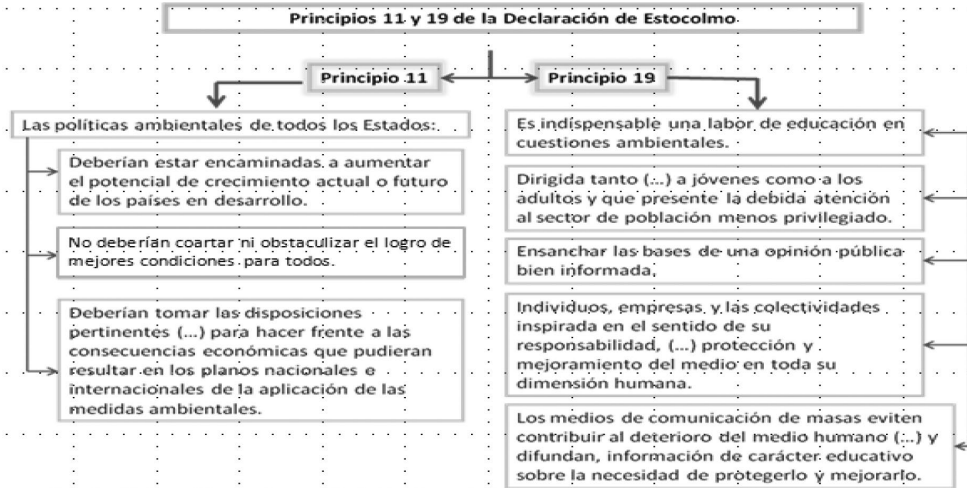 Principios 11 y 19 de la Declaración de Estocolmo
Principio 11
Principio 19
Las políticas ambientales de todos los Estados:
Deberían estar encaminadas a aumentar
el potencial de crecimiento actual o futuro
de los países en desarrollo.
No deberían coartar ni obstaculizar el logro de
mejores condiciones para todos.
Deberían tomar las disposiciones
pertinentes (...) para hacer frente a las
consecuencias económicas que pudieran
resultar en los planos nacionales e
internacionales de la aplicación de las
medidas ambientales.
Es indispensable una labor de educación en
cuestiones ambientales.
Dirigida tanto (...) a jóvenes como a los
adultos y que presente la debida atención
al sector de población menos privilegiado.
Ensanchar las bases de una opinión pública
bien informada,
Individuos, empresas y las colectividades
inspirada en el sentido de su
responsabilidad, (...) protección y
mejoramiento del medio en toda su
dimensión humana.
Los medios de comunicación de masas eviten
contribuir al deterioro del medio humano (...) y
difundan, información de carácter educativo
sobre la necesidad de protegerlo y mejorarlo.